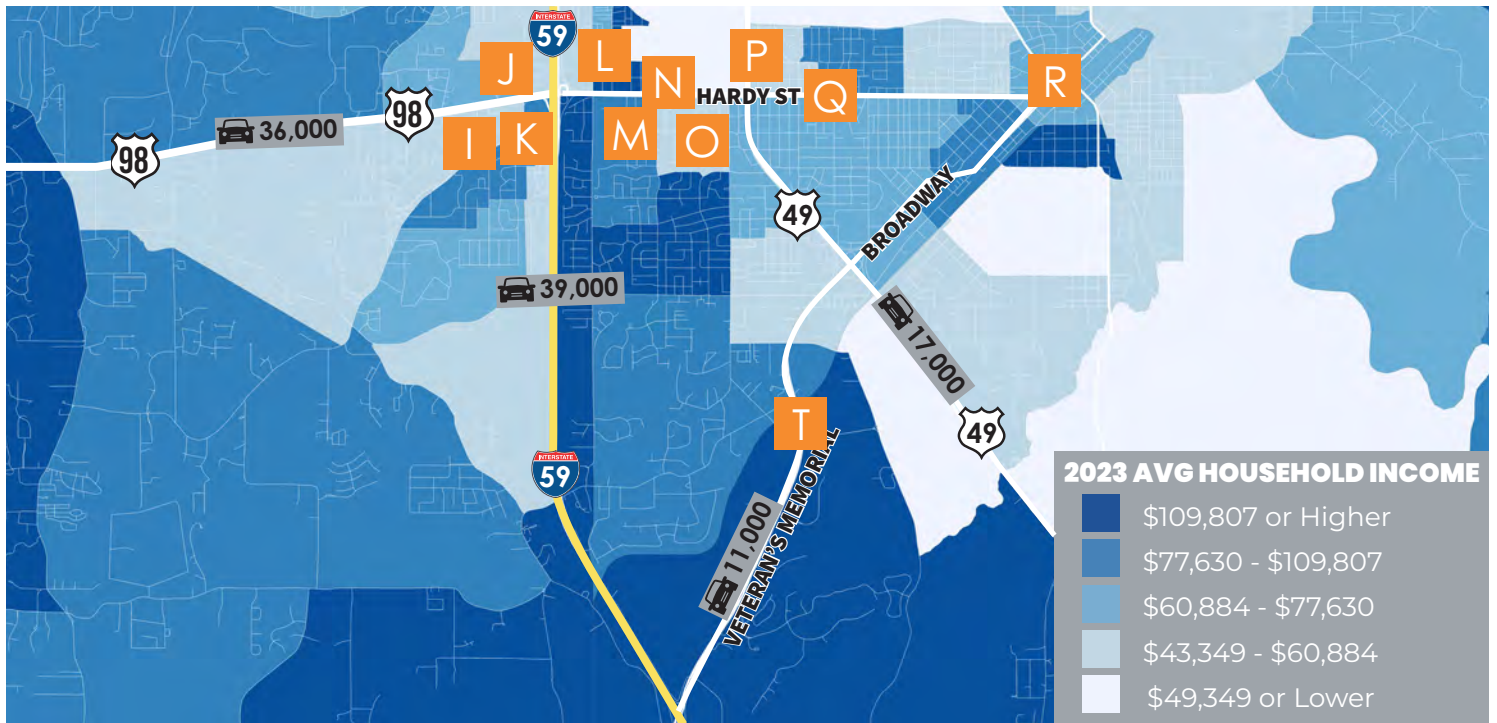 INTERSTATE
59
J
L
P
N
HARDY ST
Q
R
98
36,000
98
I
K
M
O
49
BROADWAY
39,000
17,000
T
49
INTERSTATE
59
11,000
VETERAN'S MEMORIAL
2023 AVG HOUSEHOLD INCOME
$109,807 or Higher
$77,630 - $109,807
$60,884 - $77,630
$43,349 - $60,884
$49,349 or Lower